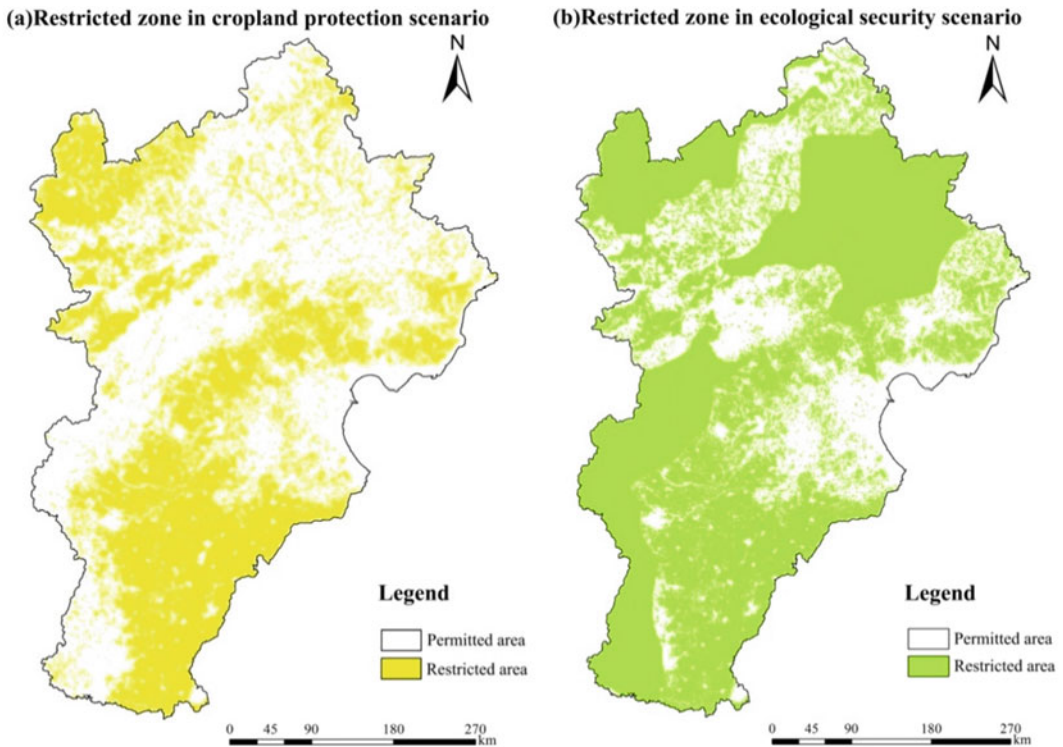 (a)Restricted zone in cropland protection scenario
(b)Restricted zone in ecological security scenario
N
N
Legend
Permitted area
Restricted area
Legend
Permitted area
Restricted area
0 45 90 180 270
km
0 45 90 180 270
km